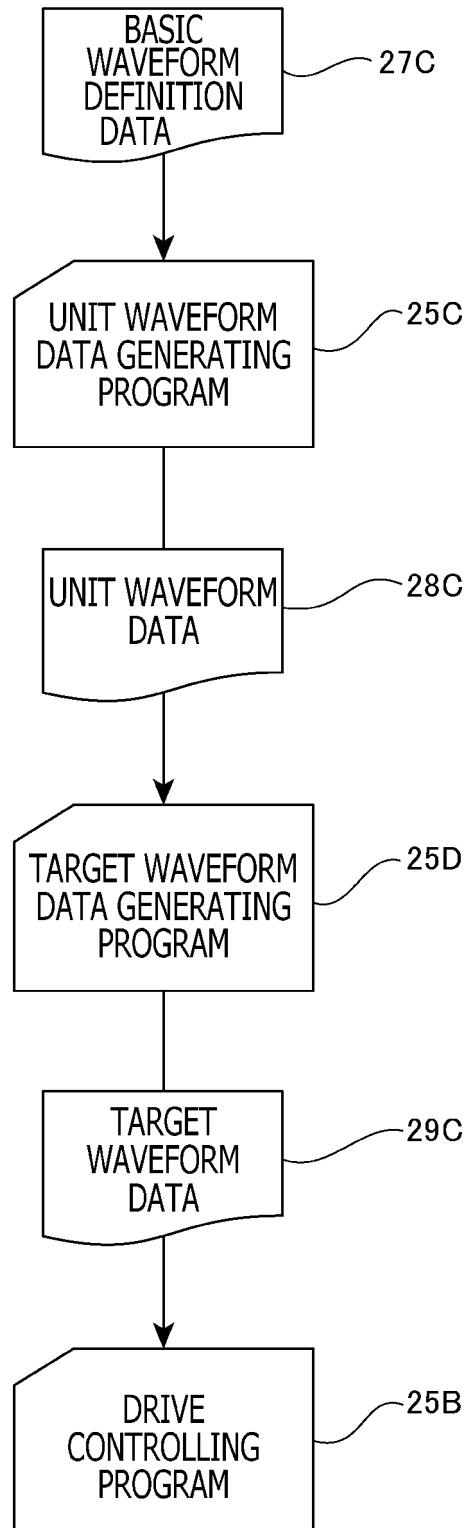 BASIC
WAVEFORM
DEFINITION
DATA
27C
UNIT WAVEFORM
DATA GENERATING
PROGRAM
25C
UNIT WAVEFORM
DATA
28C
TARGET WAVEFORM
DATA GENERATING
PROGRAM
25D
TARGET
WAVEFORM
DATA
29C
DRIVE
CONTROLLING
PROGRAM
25B